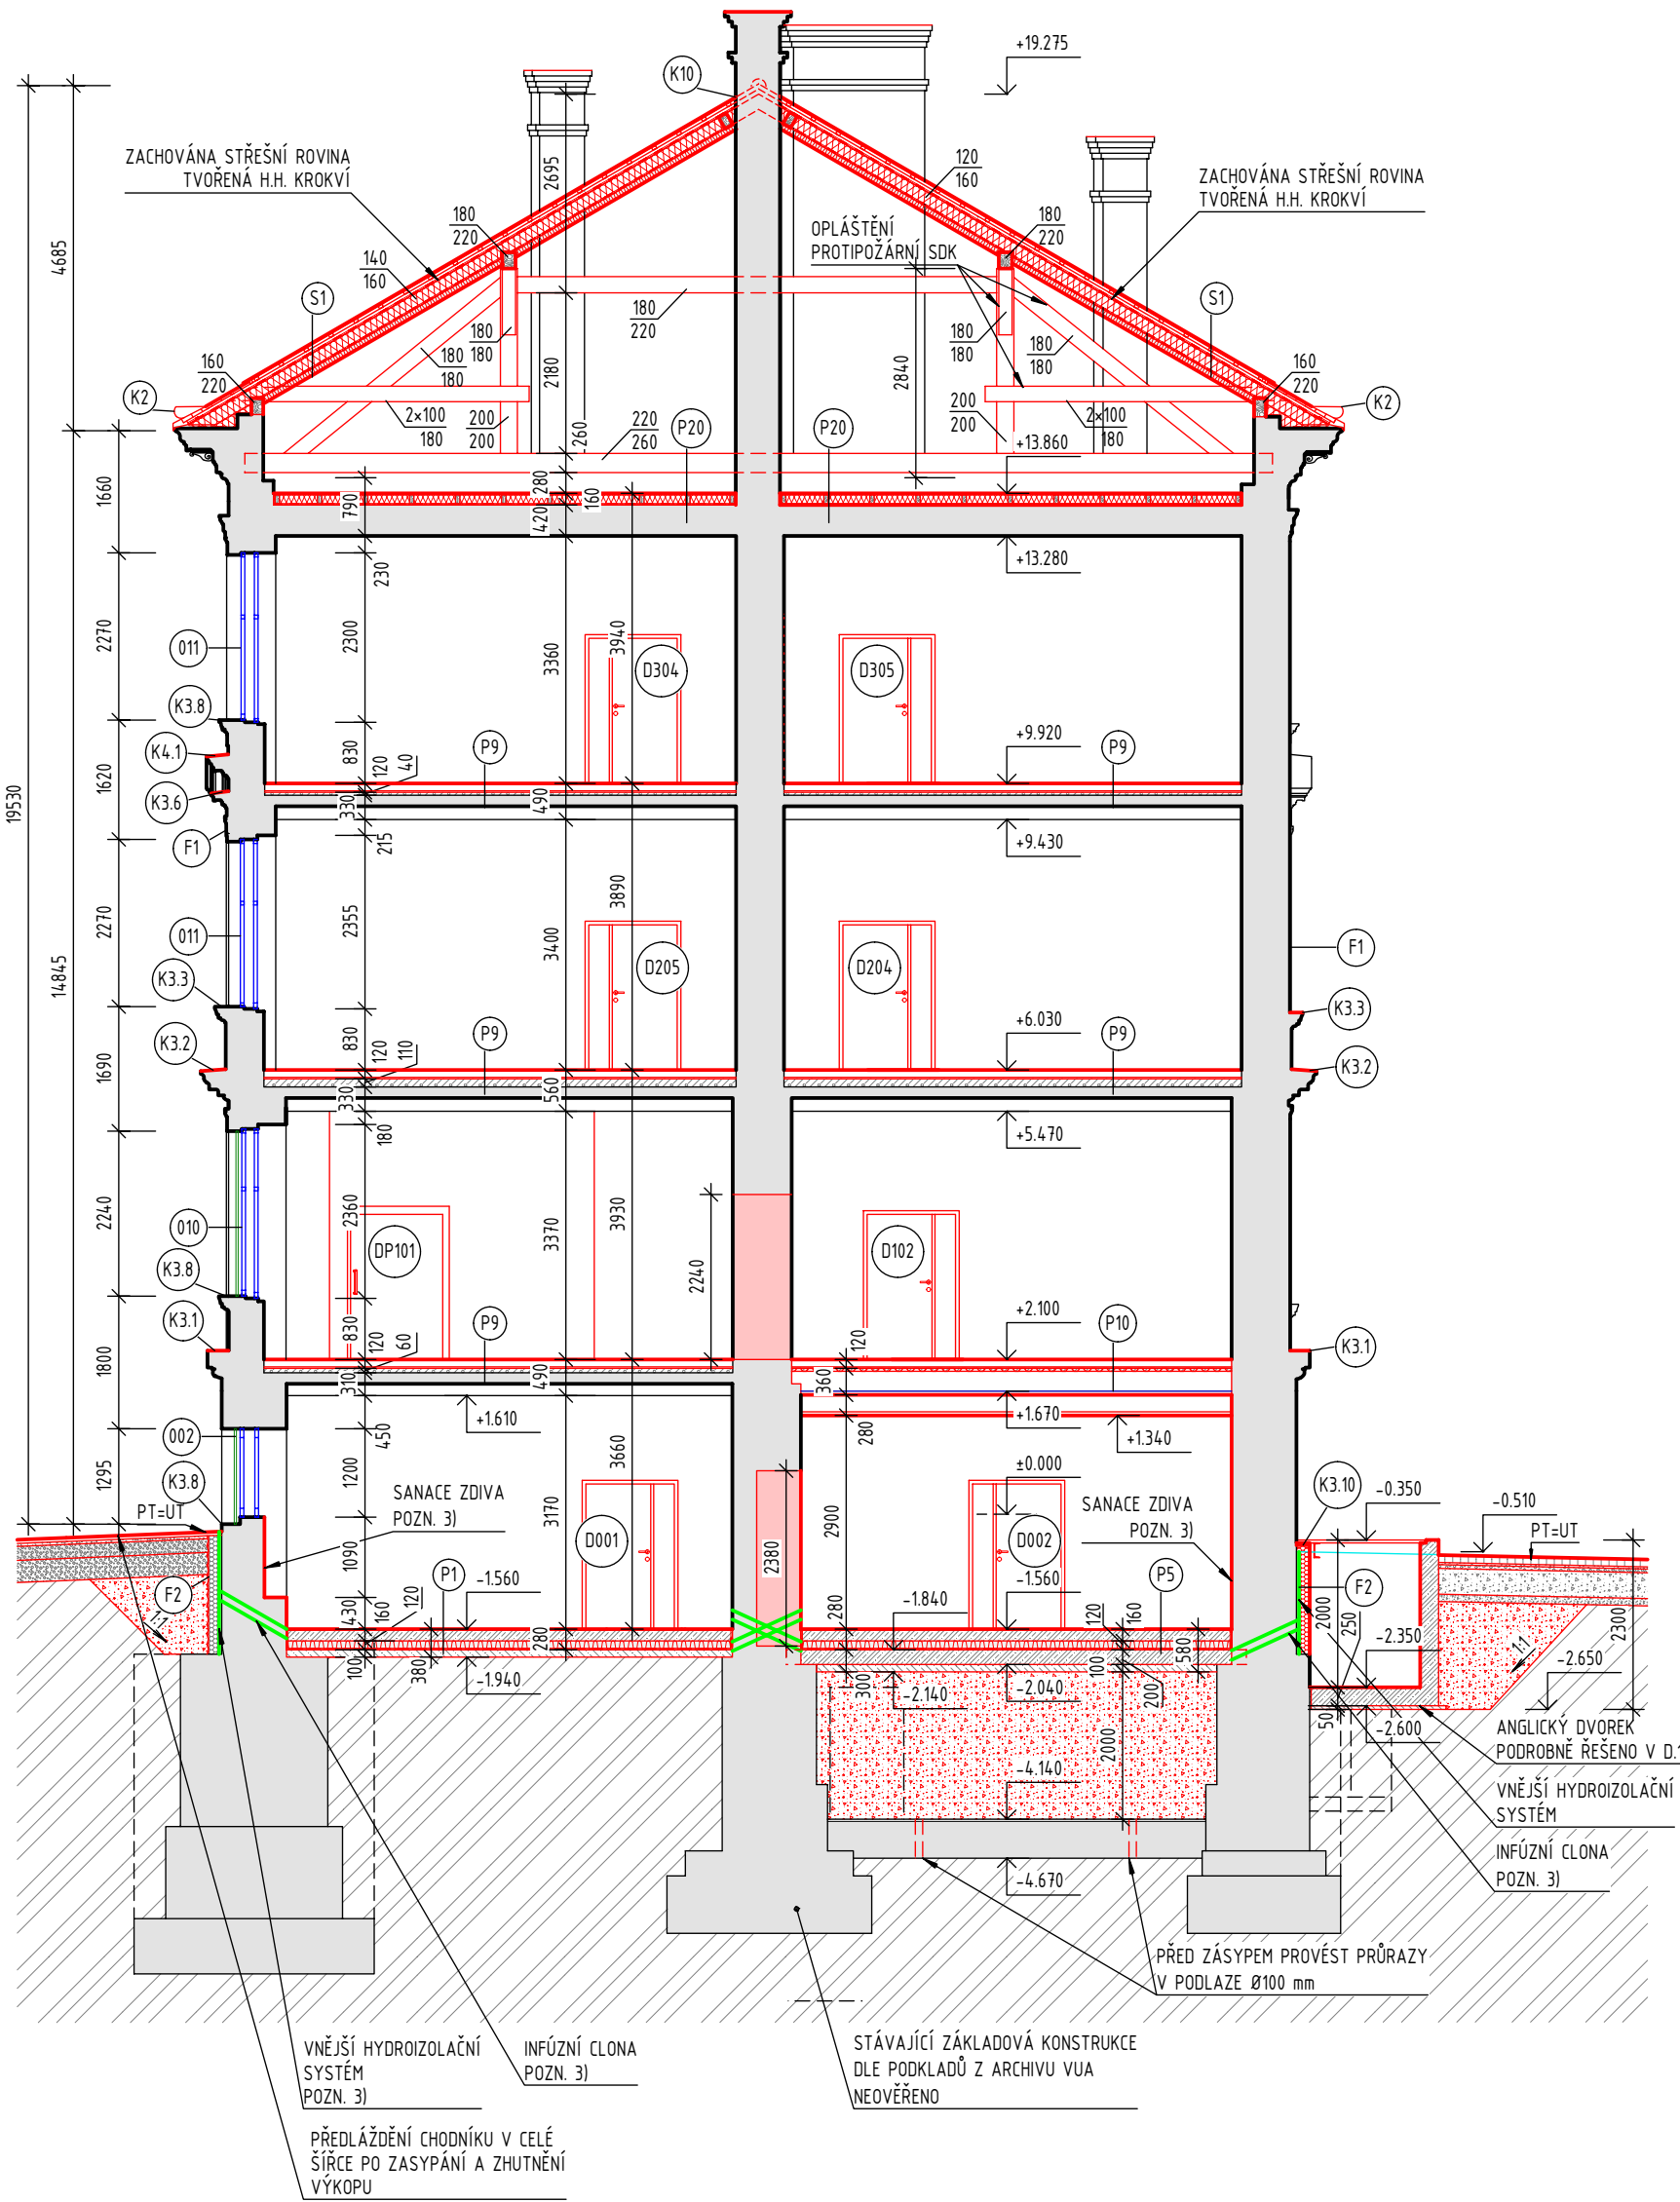 +19.275
K10
ZACHOVÁNA STŘEŠNÍ ROVINA
TVOŘENÁ H.H. KROKVÍ
2695
120
160
ZACHOVÁNA STŘEŠNÍ ROVINA
TVOŘENÁ H.H. KROKVÍ
4685
180
220
OPLÁŠTĚNÍ
PROTIPOŽÁRNÍ SDK
180
220
140
160
S1
S1
180
220
180
180
180
180
2180
2840
180
180
180
180
160
220
160
220
K2
K2
2×100
180
200
200
260
220
260
P20
P20
200
200
2×100
180
+13.860
1660
790
280
420
160
+13.280
230
2270
2300
3360
3940
011
D304
D305
K3.8
K4.1
+9.920
P9
P9
830
120
40
1620
K3.6
330
490
19530
F1
215
+9.430
2270
2355
3890
3400
011
D205
D204
F1
14845
K3.3
K3.3
+6.030
P9
P9
K3.2
K3.2
830
120
110
1690
330
560
180
+5.470
2240
2360
3370
3930
010
DP101
D102
2240
K3.8
K3.1
K3.1
+2.100
P9
P10
830
120
60
120
1800
310
490
360
+1.610
+1.670
+1.340
450
280
002
1295
1200
3660
3170
K3.8
PT=UT
SANACE ZDIVA
POZN. 3)
±0.000
SANACE ZDIVA
POZN. 3)
K3.10
-0.350
-0.510
PT=UT
2900
2380
1090
D001
D002
F2
F2
P1
P5
-1.560
-1.560
-1.840
1:1
1:1
430
160
120
280
100
380
280
120
160
580
100
200
300
2000
250
2300
-2.350
-2.650
50
-2.600
-1.940
-2.140
-2.040
2000
-4.140
-4.670
ANGLICKÝ DVOREK
PODROBNĚ ŘEŠENO V D.1
VNĚJŠÍ HYDROIZOLAČNÍ
SYSTÉM
INFÚZNÍ CLONA
POZN. 3)
PŘED ZÁSYPEM PROVÉST PRŮRAZY
V PODLAZE Ø100 mm
VNĚJŠÍ HYDROIZOLAČNÍ
SYSTÉM
POZN. 3)
INFÚZNÍ CLONA
POZN. 3)
STÁVAJÍCÍ ZÁKLADOVÁ KONSTRUKCE
DLE PODKLADŮ Z ARCHIVU VUA
NEOVĚŘENO
PŘEDLÁŽDĚNÍ CHODNÍKU V CELÉ
ŠÍŘCE PO ZASYPÁNÍ A ZHUTNĚNÍ
VÝKOPU